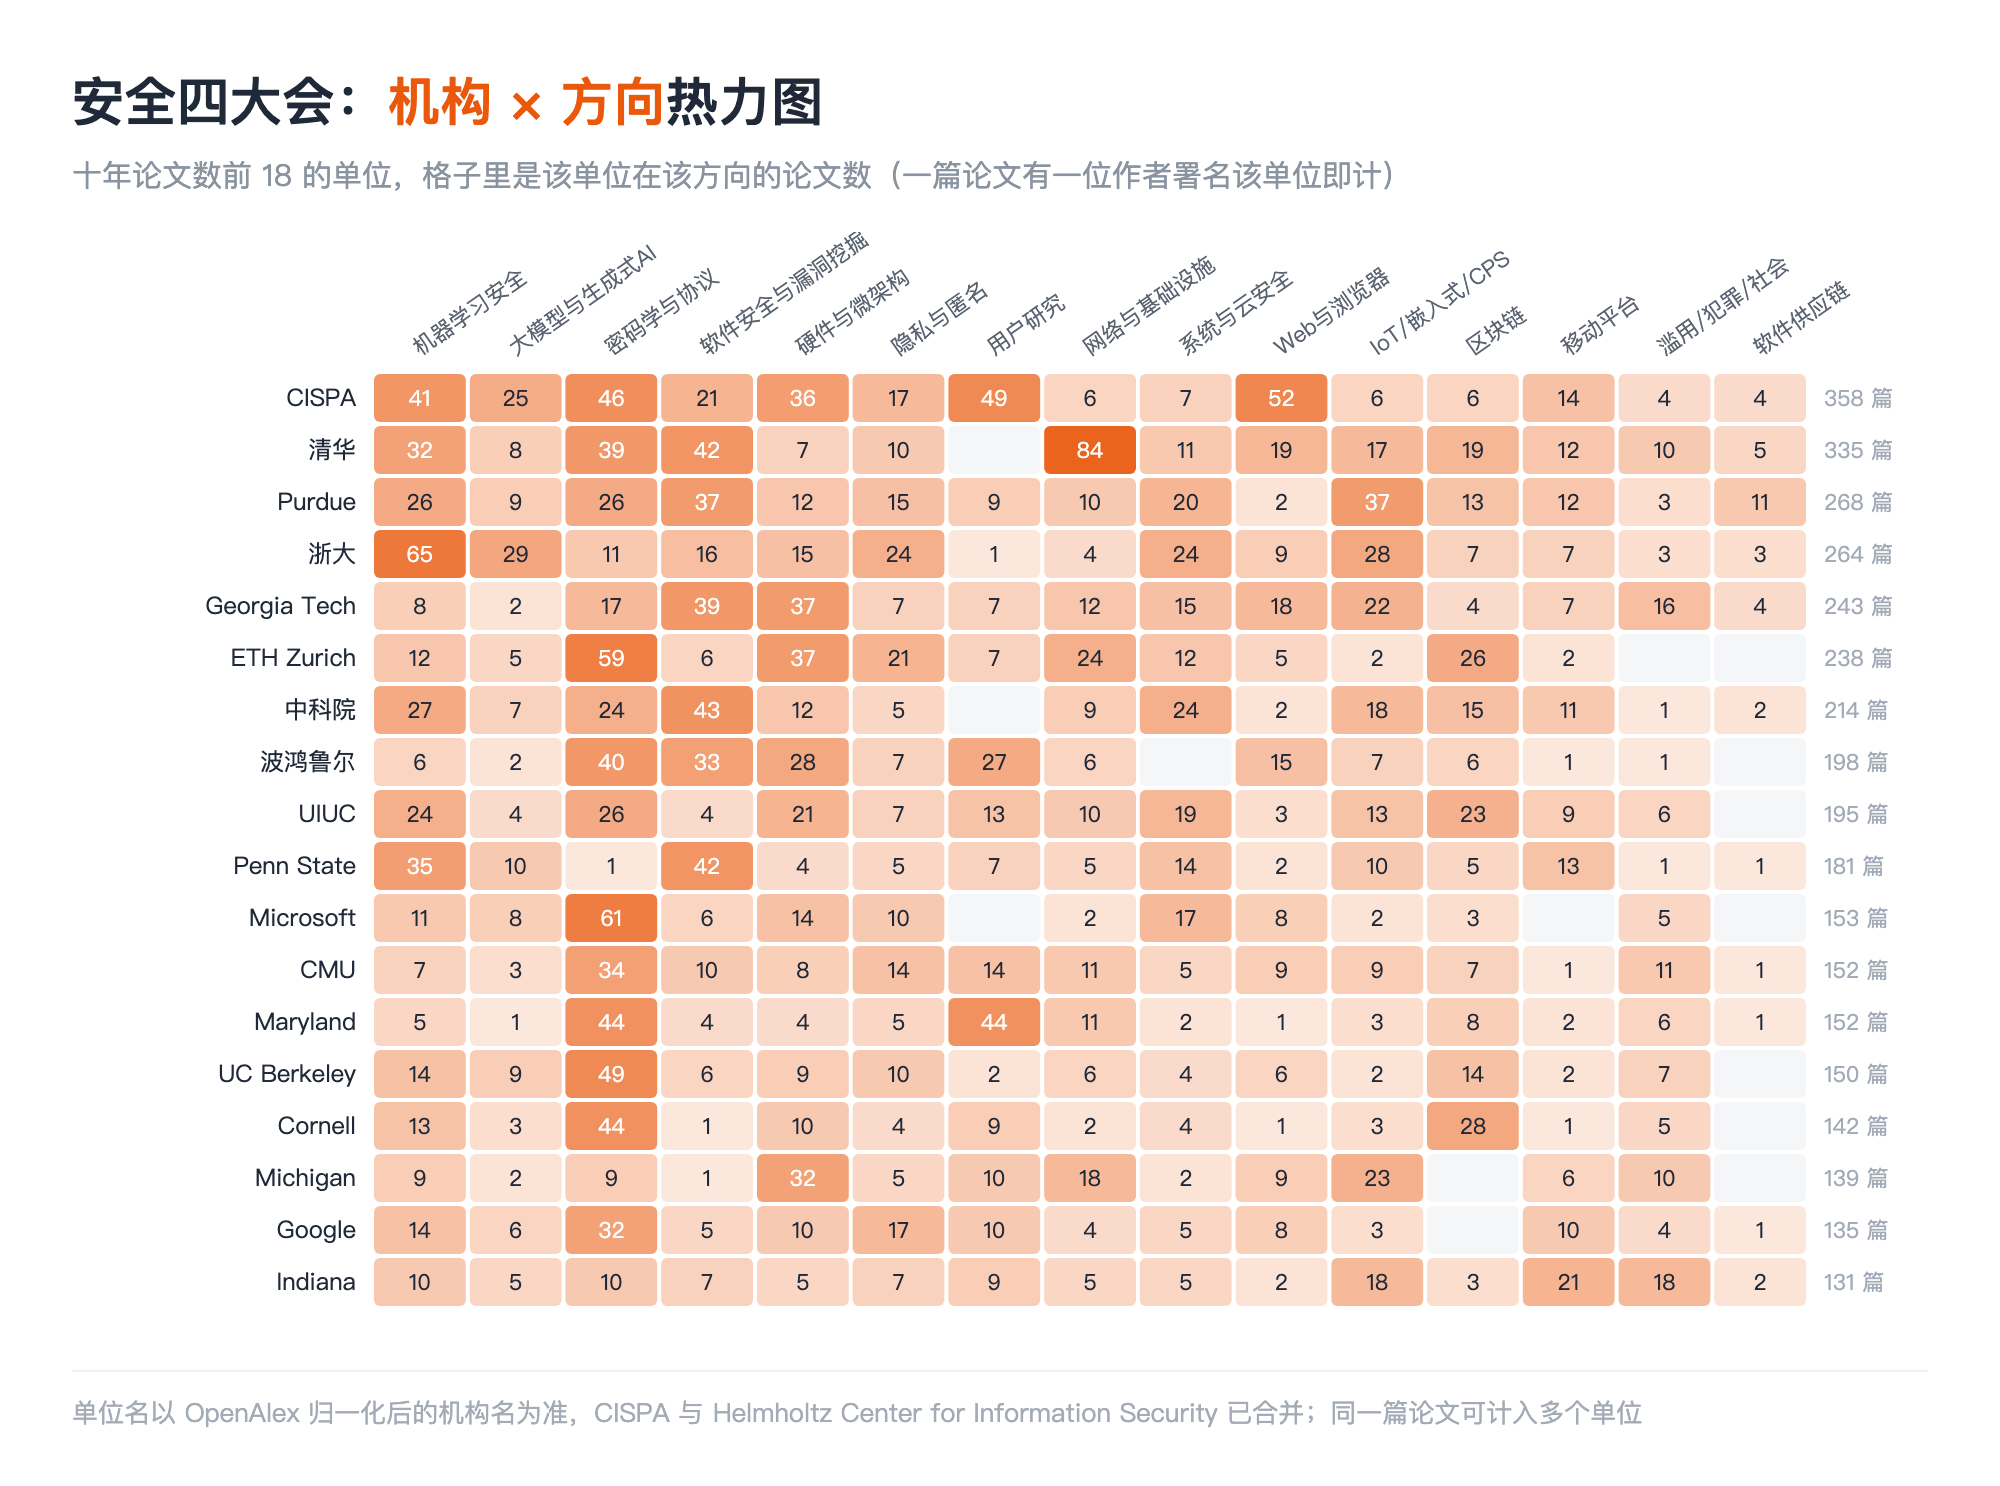 安全四大会：机构 × 方向热力图
十年论文数前 18 的单位，格子里是该单位在该方向的论文数（一篇论文有一位作者署名该单位即计）
机器学习安全 大模型与生成式AI 密码学与协议 软件安全与漏洞挖掘 硬件与微架构 隐私与匿名 用户研究 网络与基础设施 系统与云安全 Web与浏览器 IoT/嵌入式/CPS 区块链 移动平台 滥用/犯罪/社会 软件供应链
CISPA 41 25 46 21 36 17 49 6 7 52 6 6 14 4 4 358 篇
清华 32 8 39 42 7 10 84 11 19 17 19 12 10 5 335 篇
Purdue 26 9 26 37 12 15 9 10 20 2 37 13 12 3 11 268 篇
浙大 65 29 11 16 15 24 1 4 24 9 28 7 7 3 3 264 篇
Georgia Tech 8 2 17 39 37 7 7 12 15 18 22 4 7 16 4 243 篇
ETH Zurich 12 5 59 6 37 21 7 24 12 5 2 26 2 238 篇
中科院 27 7 24 43 12 5 9 24 2 18 15 11 1 2 214 篇
波鸿鲁尔 6 2 40 33 28 7 27 6 15 7 6 1 1 198 篇
UIUC 24 4 26 4 21 7 13 10 19 3 13 23 9 6 195 篇
Penn State 35 10 1 42 4 5 7 5 14 2 10 5 13 1 1 181 篇
Microsoft 11 8 61 6 14 10 2 17 8 2 3 5 153 篇
CMU 7 3 34 10 8 14 14 11 5 9 9 7 1 11 1 152 篇
Maryland 5 1 44 4 4 5 44 11 2 1 3 8 2 6 1 152 篇
UC Berkeley 14 9 49 6 9 10 2 6 4 6 2 14 2 7 150 篇
Cornell 13 3 44 1 10 4 9 2 4 1 3 28 1 5 142 篇
Michigan 9 2 9 1 32 5 10 18 2 9 23 6 10 139 篇
Google 14 6 32 5 10 17 10 4 5 8 3 10 4 1 135 篇
Indiana 10 5 10 7 5 7 9 5 5 2 18 3 21 18 2 131 篇
单位名以 OpenAlex 归一化后的机构名为准，CISPA 与 Helmholtz Center for Information Security 已合并；同一篇论文可计入多个单位